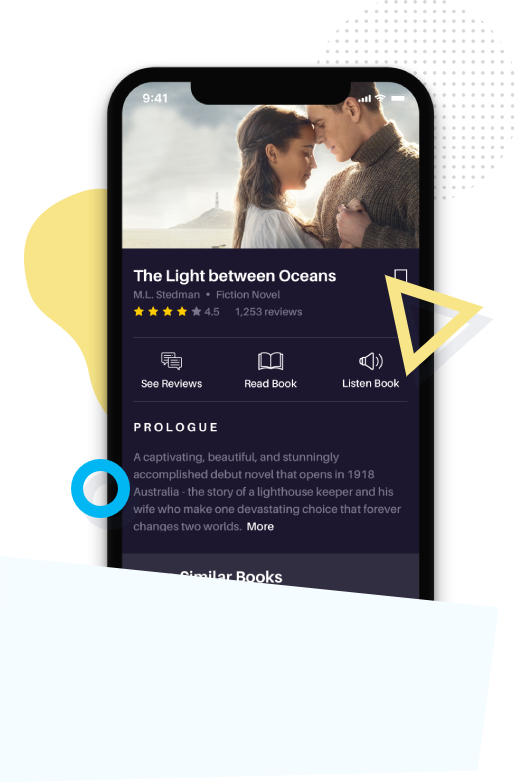 9:41
The Light between Oceans
M.L. Stedman • Fiction Novel
4.5 1,253 reviews
See Reviews Read Book Listen Book
PROLOGUE
A captivating, beautiful, and stunningly
accomplished debut novel that opens in 1918
Australia - the story of a lighthouse keeper and his
wife who make one devastating choice that forever
changes two worlds. More
Similar Books